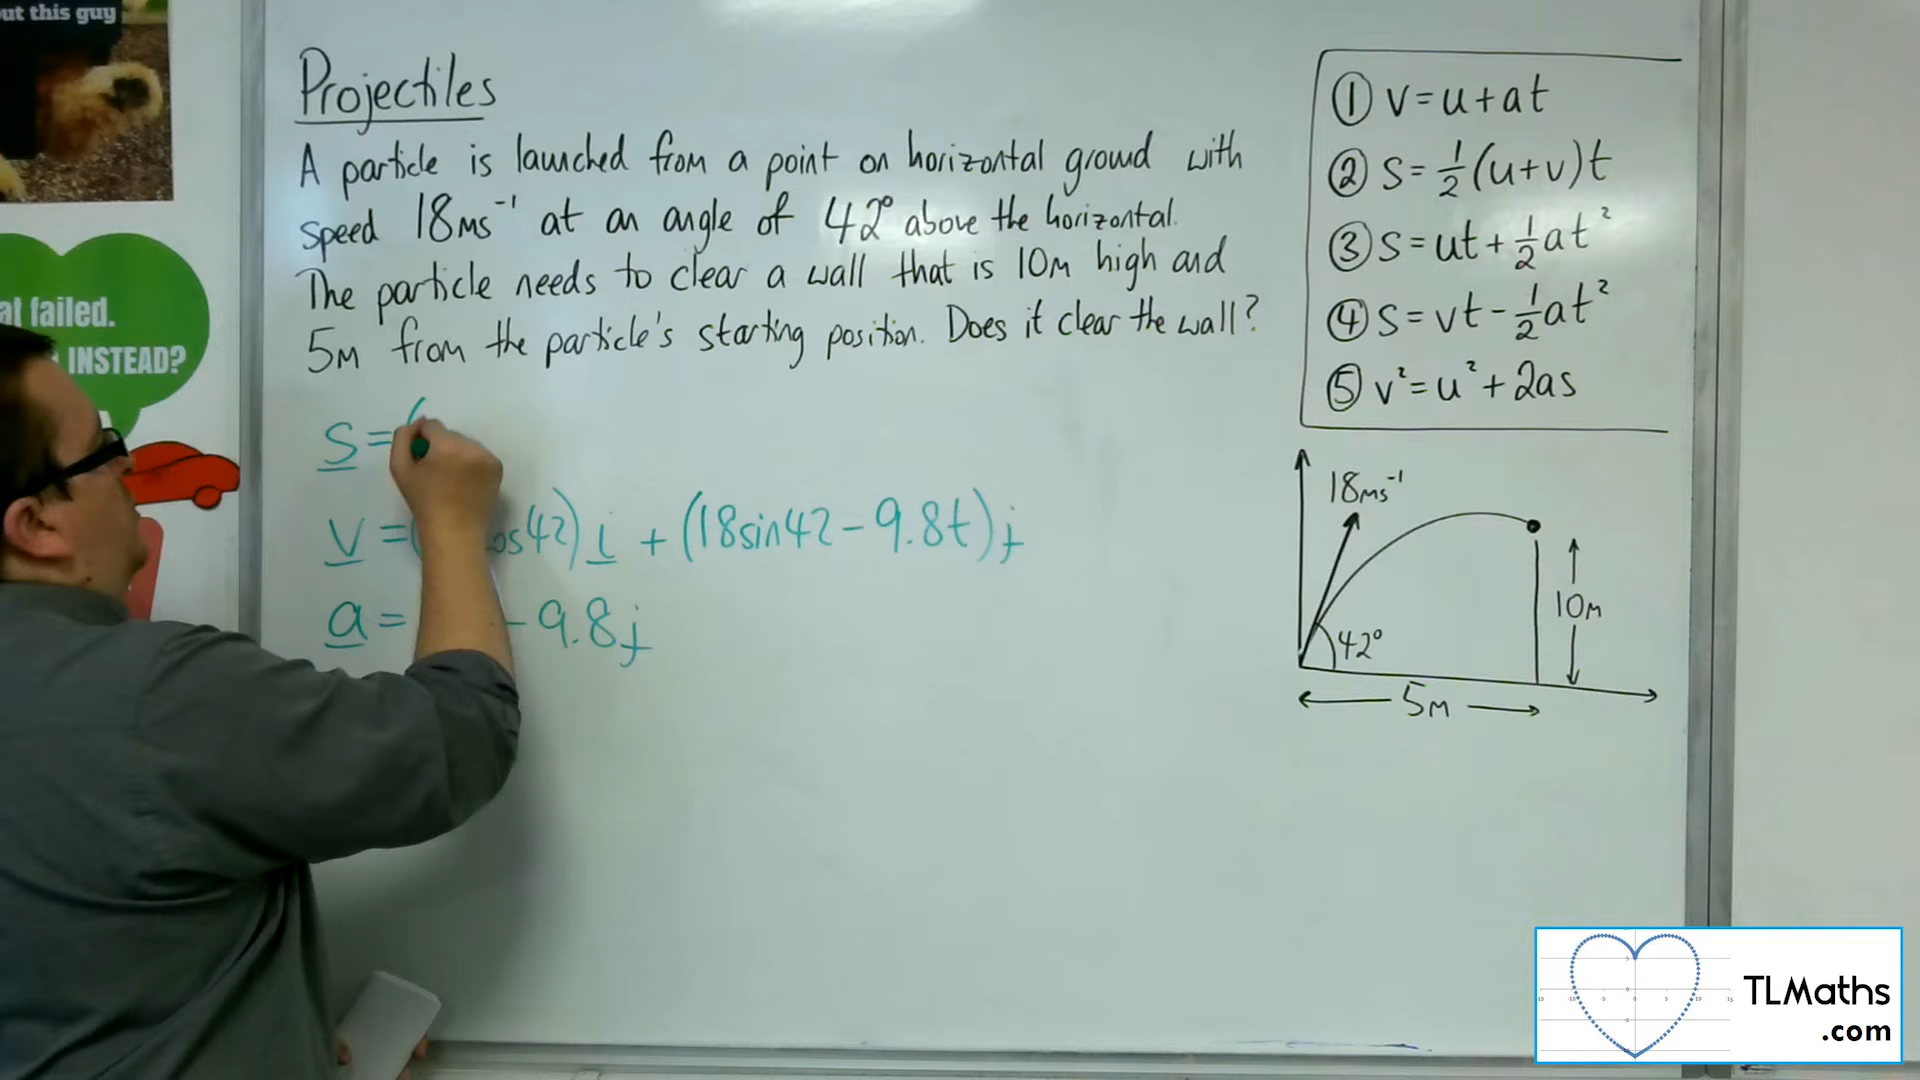 ut this guy
at failed.
INSTEAD?
Projectiles
A particle is launched from a point on horizontal ground with
speed 18ms⁻¹ at an angle of 42° above the horizontal.
The particle needs to clear a wall that is 10m high and
5m from the particle's starting position. Does it clear the wall?
s = (
v = ( os42) i + (18sin42 - 9.8t) j
a = - 9.8j
① v = u + at
② s = ½(u+v)t
③ s = ut + ½at²
④ s = vt - ½at²
⑤ v² = u² + 2as
18ms⁻¹
10m
42°
5m
TLMaths
.com